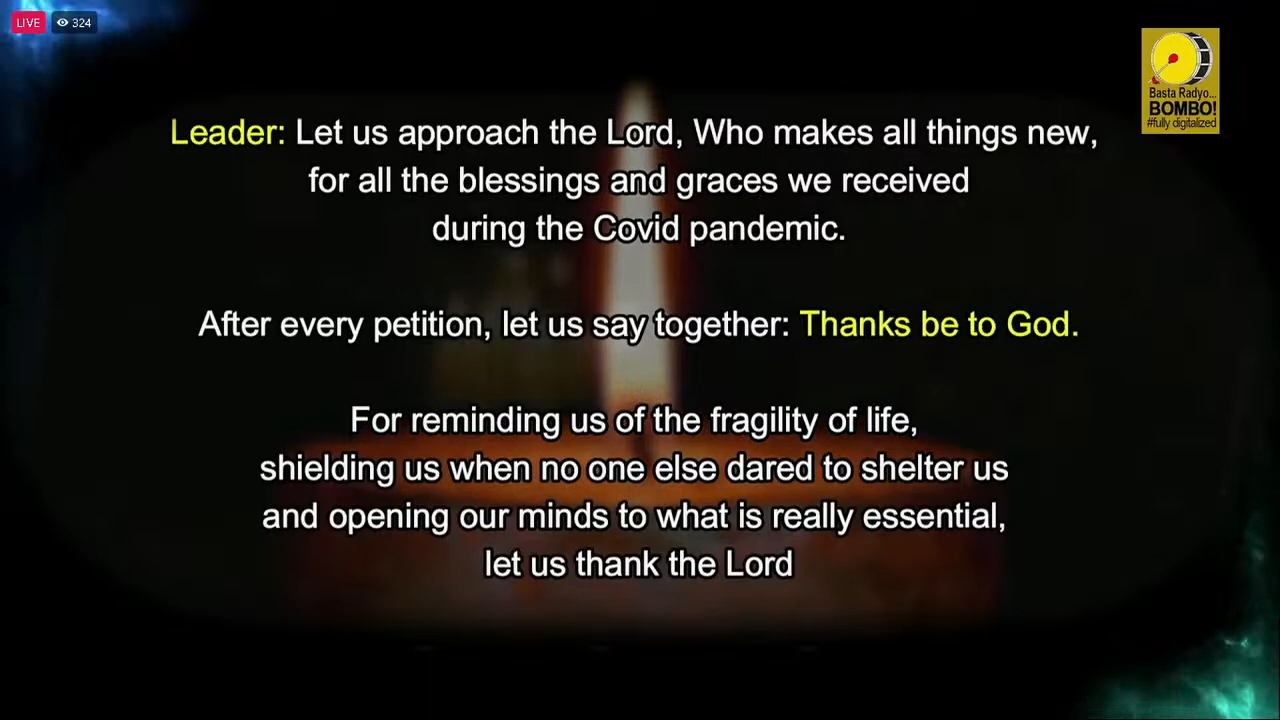 LIVE 324
Basta Radyo...
BOMBO!
#fully digitalized
Leader: Let us approach the Lord, Who makes all things new,
for all the blessings and graces we received
during the Covid pandemic.
After every petition, let us say together: Thanks be to God.
For reminding us of the fragility of life,
shielding us when no one else dared to shelter us
and opening our minds to what is really essential,
let us thank the Lord